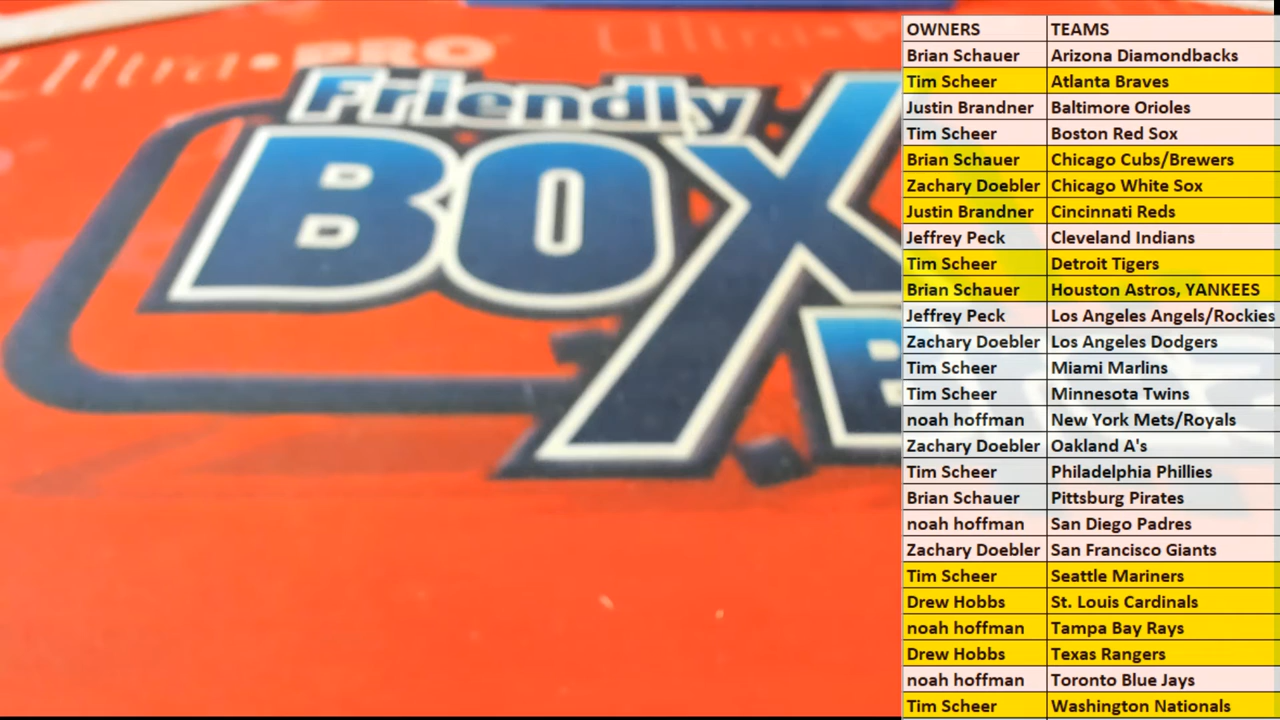 Ultra PRO
Ultra
Friendly
BOX
B
OWNERS TEAMS
Brian Schauer Arizona Diamondbacks
Tim Scheer Atlanta Braves
Justin Brandner Baltimore Orioles
Tim Scheer Boston Red Sox
Brian Schauer Chicago Cubs/Brewers
Zachary Doebler Chicago White Sox
Justin Brandner Cincinnati Reds
Jeffrey Peck Cleveland Indians
Tim Scheer Detroit Tigers
Brian Schauer Houston Astros, YANKEES
Jeffrey Peck Los Angeles Angels/Rockies
Zachary Doebler Los Angeles Dodgers
Tim Scheer Miami Marlins
Tim Scheer Minnesota Twins
noah hoffman New York Mets/Royals
Zachary Doebler Oakland A's
Tim Scheer Philadelphia Phillies
Brian Schauer Pittsburg Pirates
noah hoffman San Diego Padres
Zachary Doebler San Francisco Giants
Tim Scheer Seattle Mariners
Drew Hobbs St. Louis Cardinals
noah hoffman Tampa Bay Rays
Drew Hobbs Texas Rangers
noah hoffman Toronto Blue Jays
Tim Scheer Washington Nationals